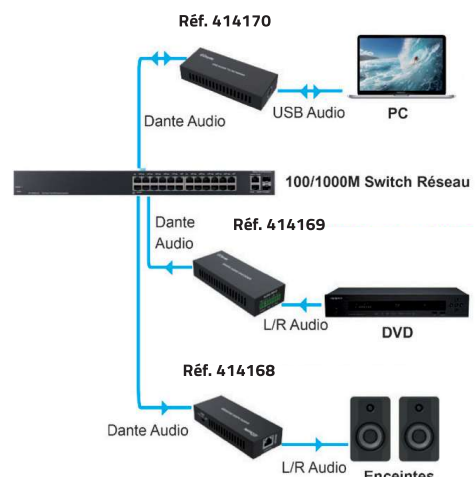 Réf. 414170
Dante Audio
USB Audio
PC
100/1000M Switch Réseau
Dante
Audio
Réf. 414169
L/R Audio
DVD
Réf. 414168
Dante Audio
L/R Audio
Enceintes